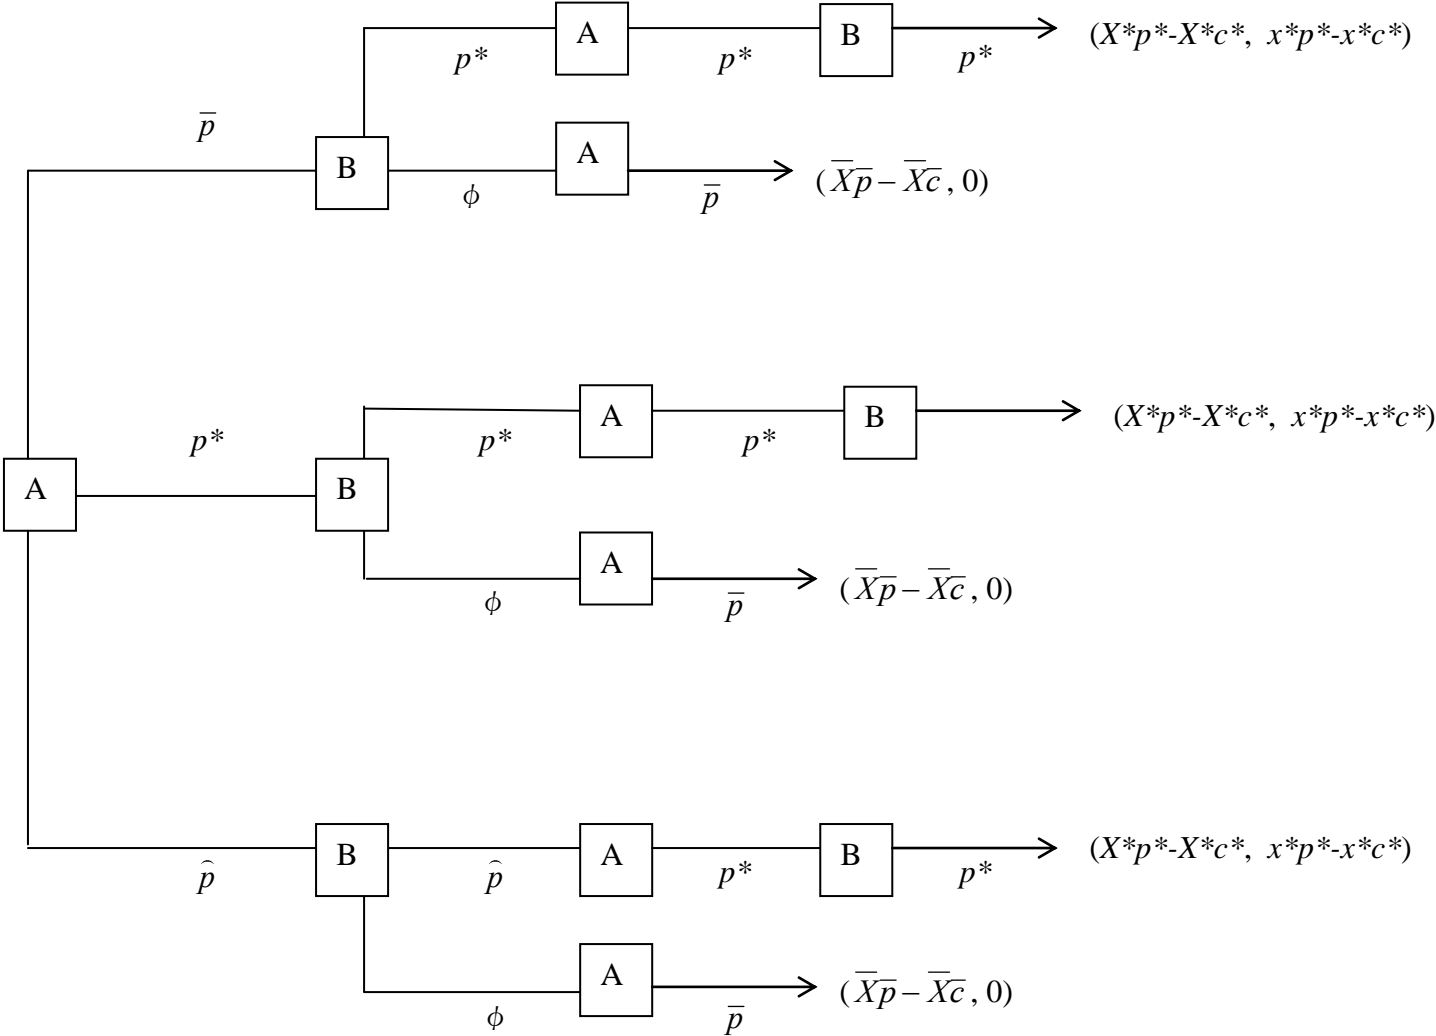 A B (X*p*-X*c*, x*p*-x*c*)
p* p* p*
p̅
B A (X̅p̅ – X̅c̅, 0)
ϕ p̅
A B (X*p*-X*c*, x*p*-x*c*)
p* p* p*
A B
A (X̅p̅ – X̅c̅, 0)
ϕ p̅
B A B (X*p*-X*c*, x*p*-x*c*)
p̂ p̂ p* p*
A (X̅p̅ – X̅c̅, 0)
ϕ p̅